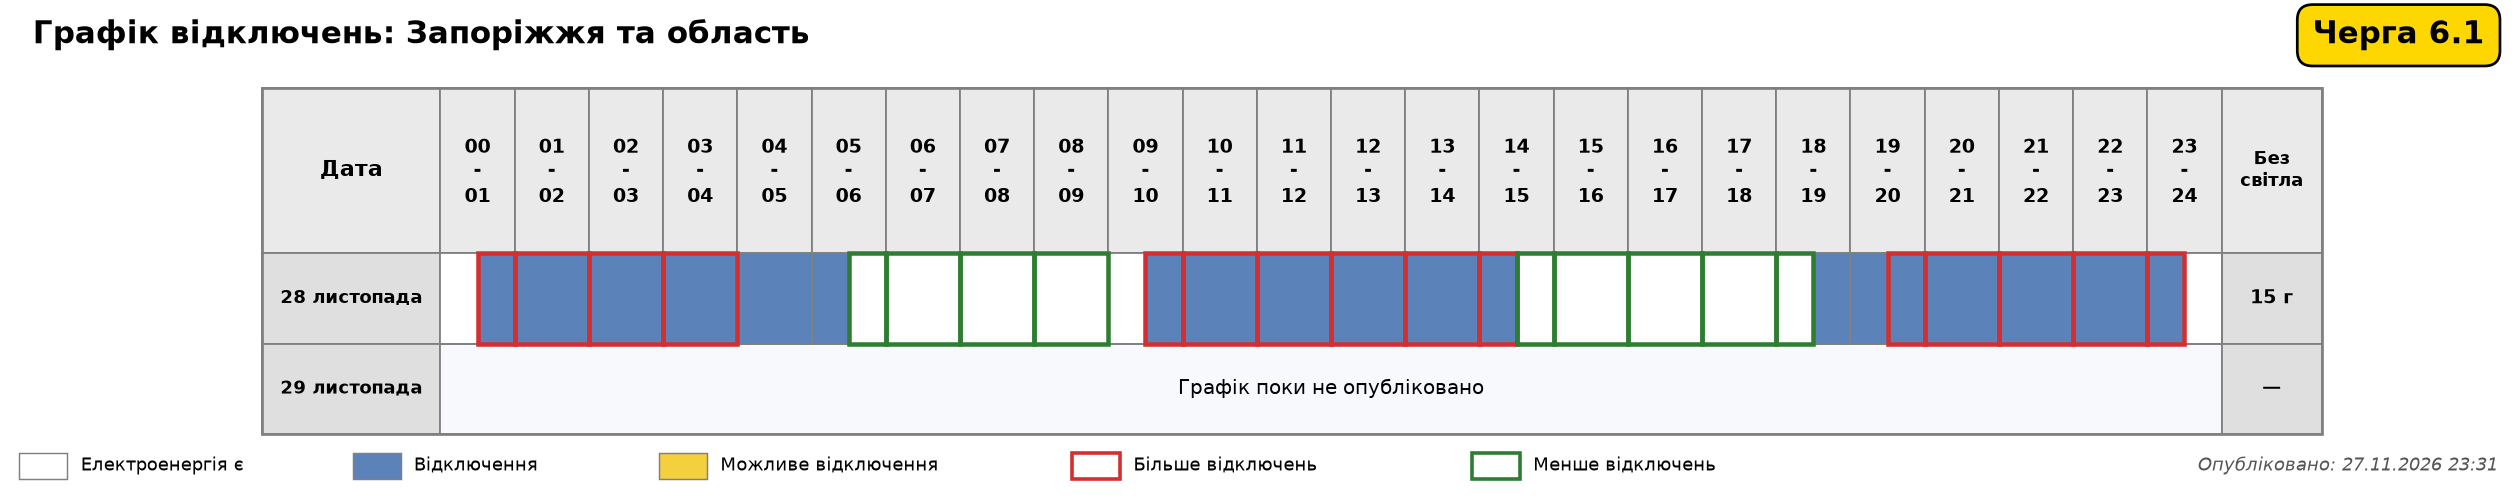 Графік відключень: Запоріжжя та область
Черга 6.1
Дата
00 - 01
01 - 02
02 - 03
03 - 04
04 - 05
05 - 06
06 - 07
07 - 08
08 - 09
09 - 10
10 - 11
11 - 12
12 - 13
13 - 14
14 - 15
15 - 16
16 - 17
17 - 18
18 - 19
19 - 20
20 - 21
21 - 22
22 - 23
23 - 24
Без
світла
28 листопада
15 г
29 листопада
Графік поки не опубліковано
—
Електроенергія є
Відключення
Можливе відключення
Більше відключень
Менше відключень
Опубліковано: 27.11.2026 23:31